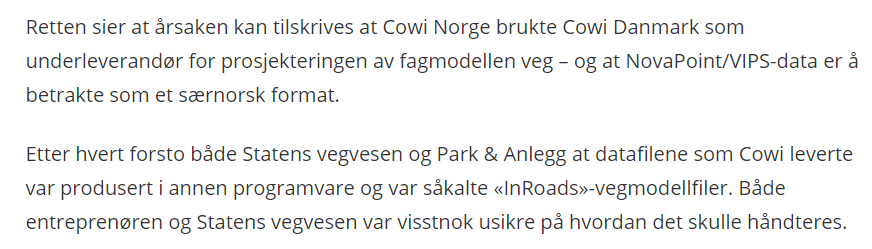 Retten sier at årsaken kan tilskrives at Cowi Norge brukte Cowi Danmark som
underleverandør for prosjekteringen av fagmodellen veg – og at NovaPoint/VIPS-data er å
betrakte som et særnorsk format.
Etter hvert forsto både Statens vegvesen og Park & Anlegg at datafilene som Cowi leverte
var produsert i annen programvare og var såkalte «InRoads»-vegmodellfiler. Både
entreprenøren og Statens vegvesen var visstnok usikre på hvordan det skulle håndteres.